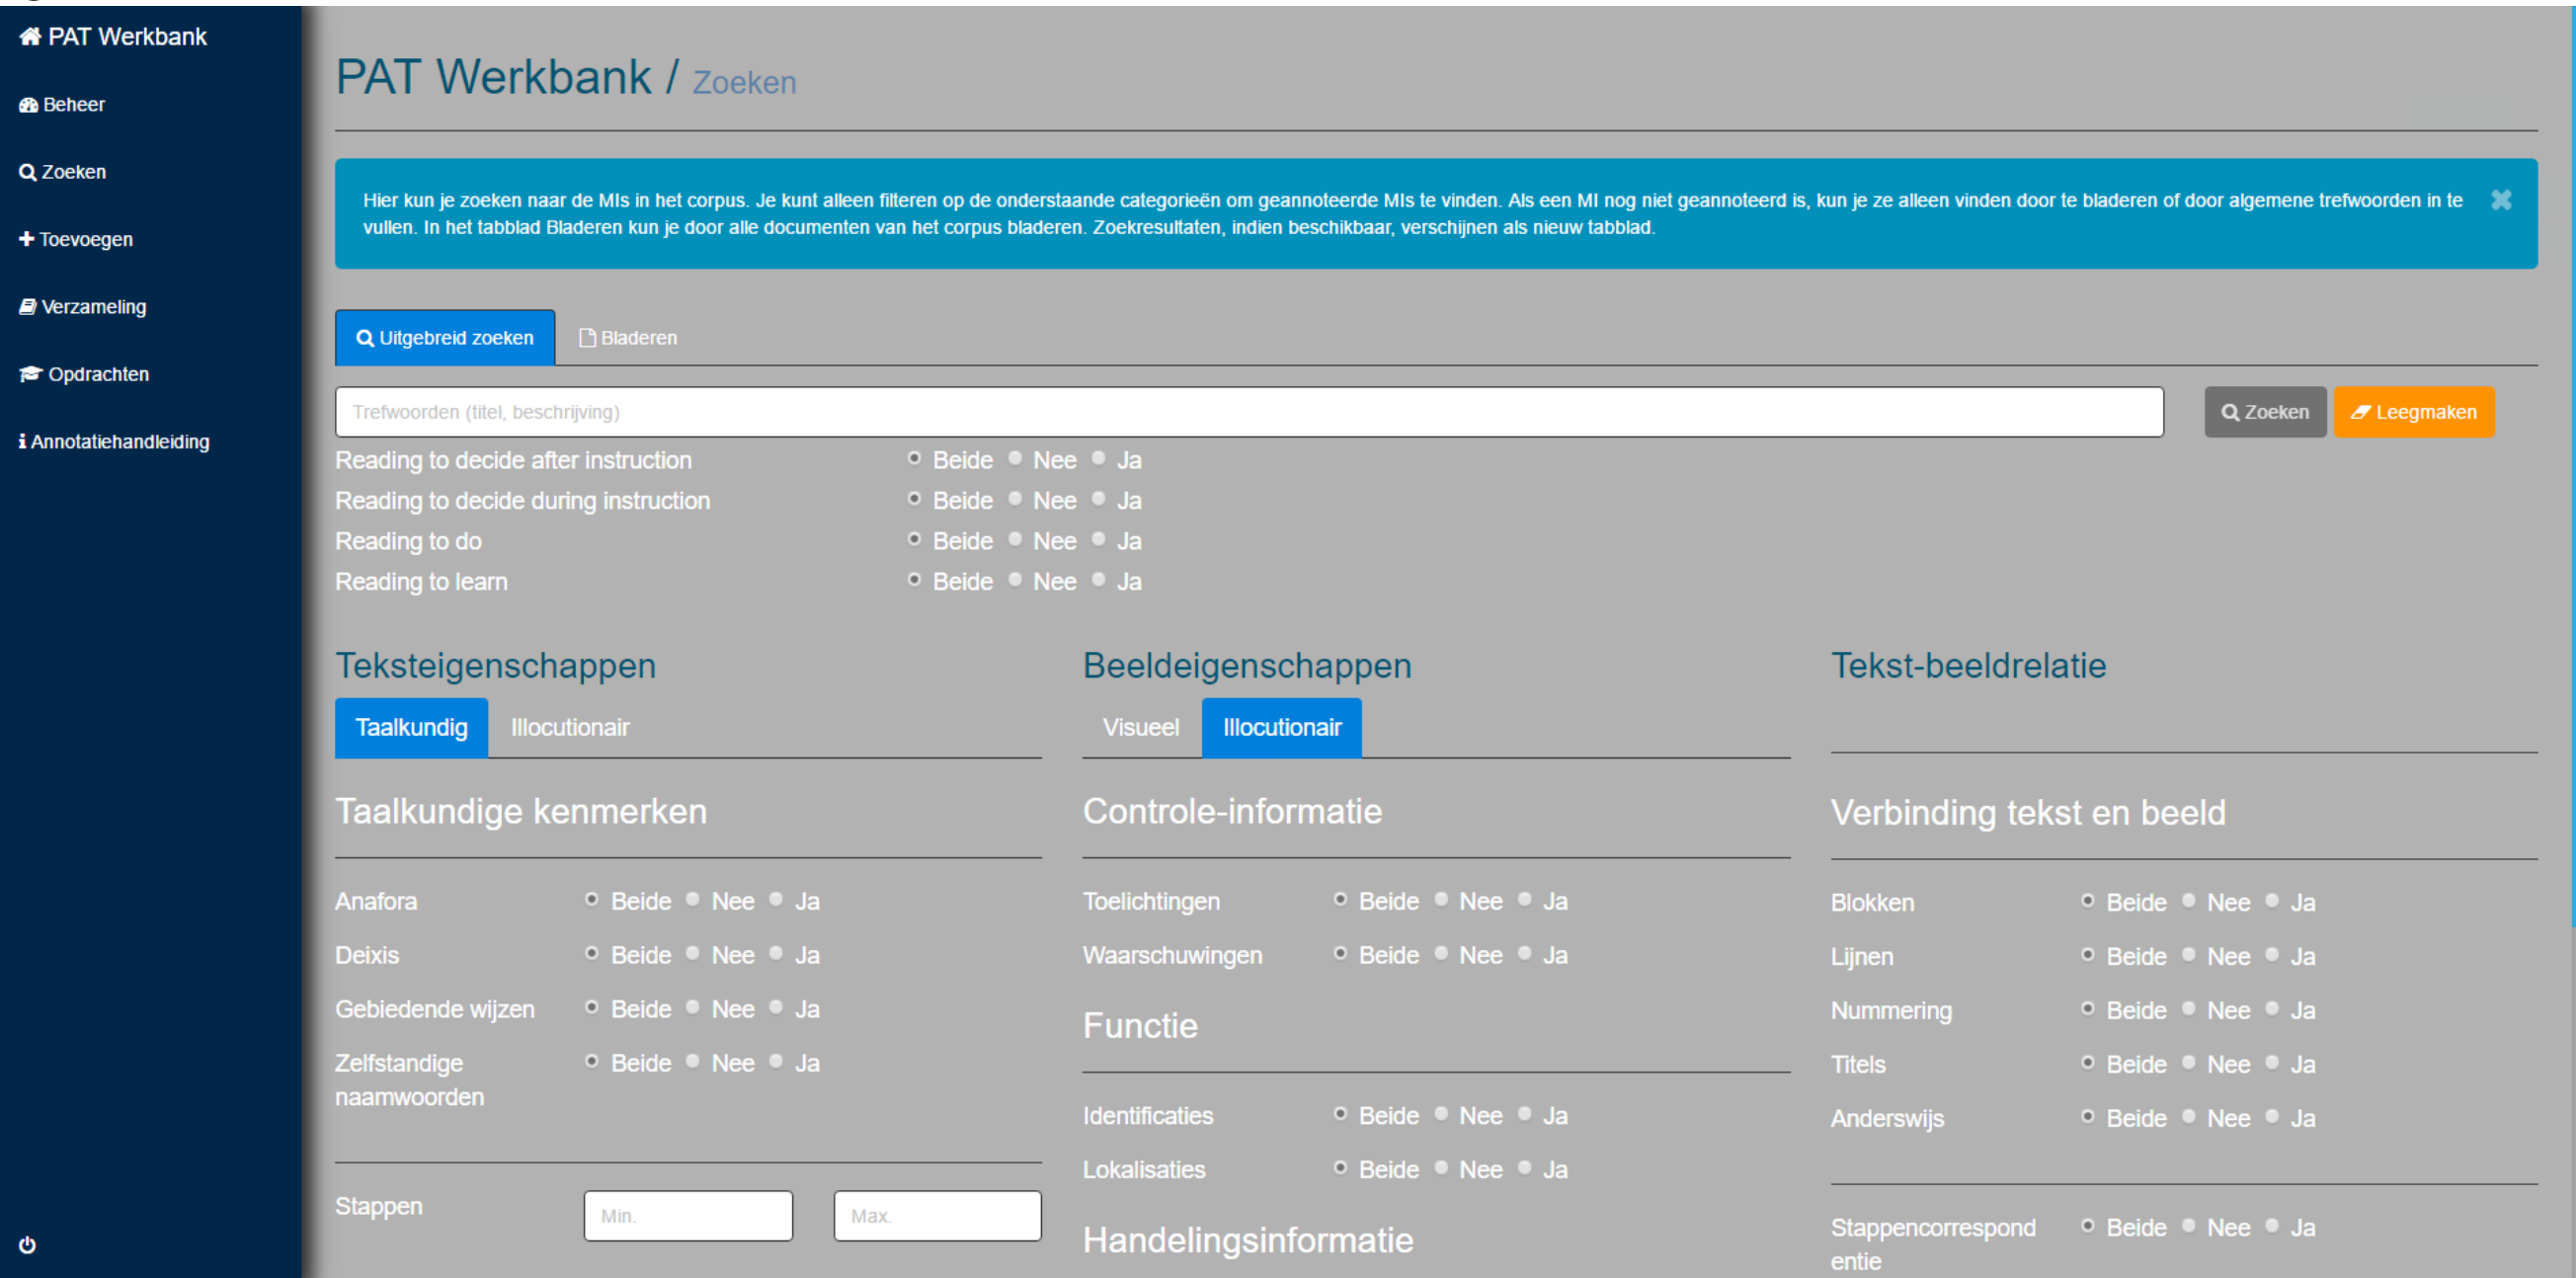 PAT Werkbank
Beheer
Zoeken
Toevoegen
Verzameling
Opdrachten
Annotatiehandleiding
PAT Werkbank / Zoeken
Hier kun je zoeken naar de MIs in het corpus. Je kunt alleen filteren op de onderstaande categorieën om geannoteerde MIs te vinden. Als een MI nog niet geannoteerd is, kun je ze alleen vinden door te bladeren of door algemene trefwoorden in te
vullen. In het tabblad Bladeren kun je door alle documenten van het corpus bladeren. Zoekresultaten, indien beschikbaar, verschijnen als nieuw tabblad.
Uitgebreid zoeken Bladeren
Trefwoorden (titel, beschrijving) Zoeken Leegmaken
Reading to decide after instruction Beide Nee Ja
Reading to decide during instruction Beide Nee Ja
Reading to do Beide Nee Ja
Reading to learn Beide Nee Ja
Teksteigenschappen
Taalkundig Illocutionair
Taalkundige kenmerken
Anafora Beide Nee Ja
Deixis Beide Nee Ja
Gebiedende wijzen Beide Nee Ja
Zelfstandige Beide Nee Ja
naamwoorden
Stappen Min. Max.
Beeldeigenschappen
Visueel Illocutionair
Controle-informatie
Toelichtingen Beide Nee Ja
Waarschuwingen Beide Nee Ja
Functie
Identificaties Beide Nee Ja
Lokalisaties Beide Nee Ja
Handelingsinformatie
Tekst-beeldrelatie
Verbinding tekst en beeld
Blokken Beide Nee Ja
Lijnen Beide Nee Ja
Nummering Beide Nee Ja
Titels Beide Nee Ja
Anderswijs Beide Nee Ja
Stappencorrespond Beide Nee Ja
entie